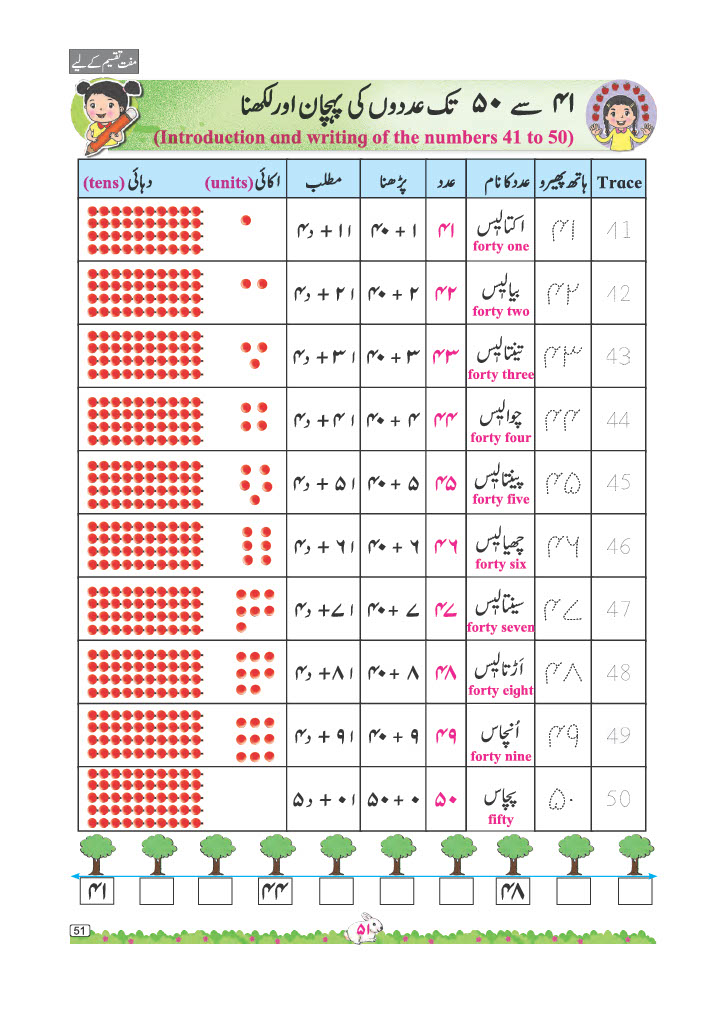 مفت تقسیم کے لیے
۴۱ سے ۵۰ تک عددوں کی پہچان اور لکھنا
(Introduction and writing of the numbers 41 to 50)
Trace ہاتھ پھیرو عدد کا نام عدد پڑھنا مطلب اکائی (units) دہائی (tens)
41 ۴۱ اکتالیس ۴۱ ۴۰ + ۱ ۴د + ۱ا
forty one
42 ۴۲ بیالیس ۴۲ ۴۰ + ۲ ۴د + ۲ا
forty two
43 ۴۳ تینتالیس ۴۳ ۴۰ + ۳ ۴د + ۳ا
forty three
44 ۴۴ چوالیس ۴۴ ۴۰ + ۴ ۴د + ۴ا
forty four
45 ۴۵ پینتالیس ۴۵ ۴۰ + ۵ ۴د + ۵ا
forty five
46 ۴۶ چھیالیس ۴۶ ۴۰ + ۶ ۴د + ۶ا
forty six
47 ۴۷ سینتالیس ۴۷ ۴۰ + ۷ ۴د + ۷ا
forty seven
48 ۴۸ اَڑتالیس ۴۸ ۴۰ + ۸ ۴د + ۸ا
forty eight
49 ۴۹ اُنچاس ۴۹ ۴۰ + ۹ ۴د + ۹ا
forty nine
50 ۵۰ پچاس ۵۰ ۵۰ + ۰ ۵د + ۰ا
fifty
۴۱ ۴۴ ۴۸
51 ۵۱